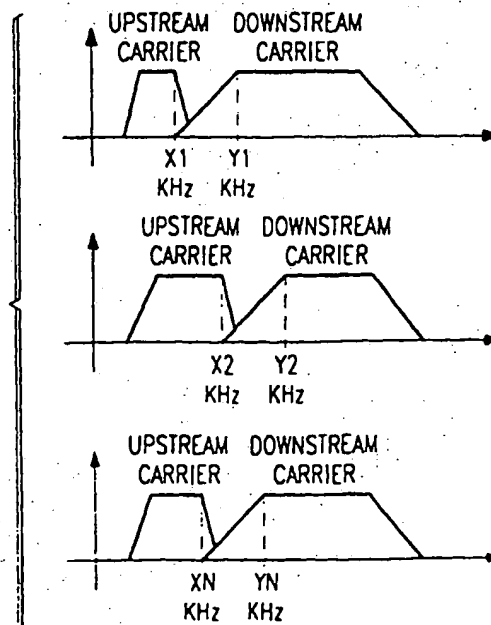 UPSTREAM DOWNSTREAM
CARRIER CARRIER
X1 Y1
KHz KHz
UPSTREAM DOWNSTREAM
CARRIER CARRIER
X2 Y2
KHz KHz
UPSTREAM DOWNSTREAM
CARRIER CARRIER
XN YN
KHz KHz